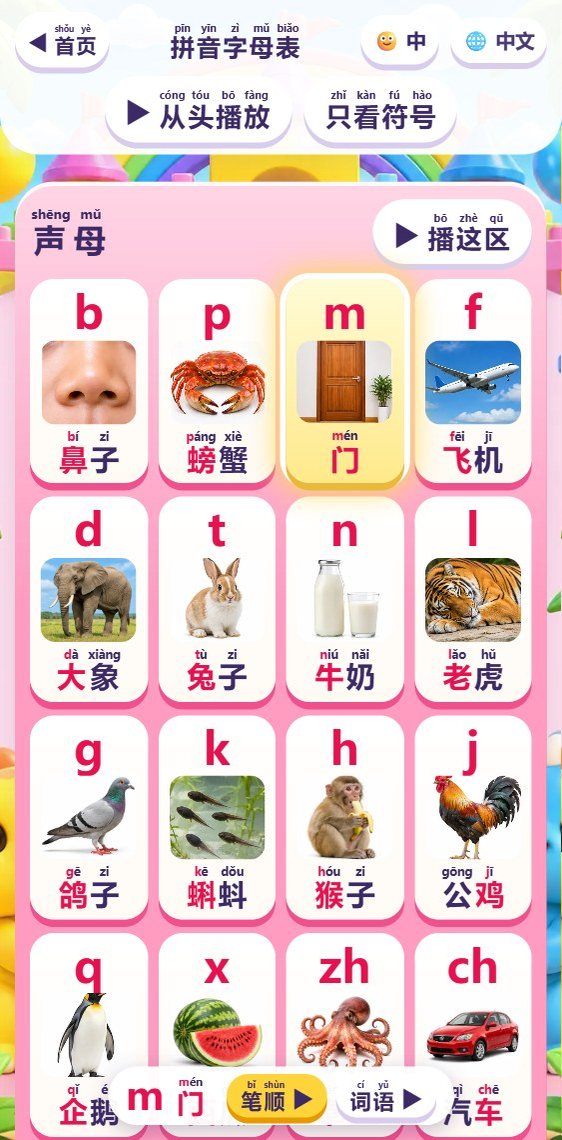 shǒu yè
◀ 首页
pīn yīn zì mǔ biǎo
拼音字母表
中
中文
cóng tóu bō fàng
▶ 从头播放
zhǐ kàn fú hào
只看符号
shēng mǔ
声母
bō zhè qū
▶ 播这区
b p m f
bí zi páng xiè mén fēi jī
鼻子 螃蟹 门 飞机
d t n l
dà xiàng tù zi niú nǎi lǎo hǔ
大象 兔子 牛奶 老虎
g k h j
gē zi kē dǒu hóu zi gōng jī
鸽子 蝌蚪 猴子 公鸡
q x zh ch
qǐ é qì chē
企鹅 汽车
mén
m 门
bǐ shùn
笔顺 ▶
cí yǔ
词语 ▶